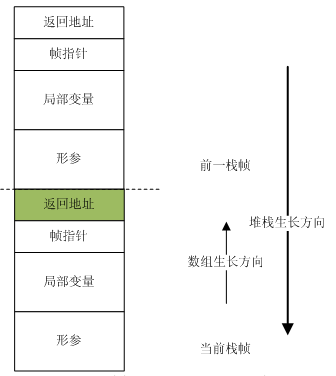 返回地址
帧指针
局部变量
形参
前一栈帧
返回地址
堆栈生长方向
帧指针
数组生长方向
局部变量
形参
当前栈帧